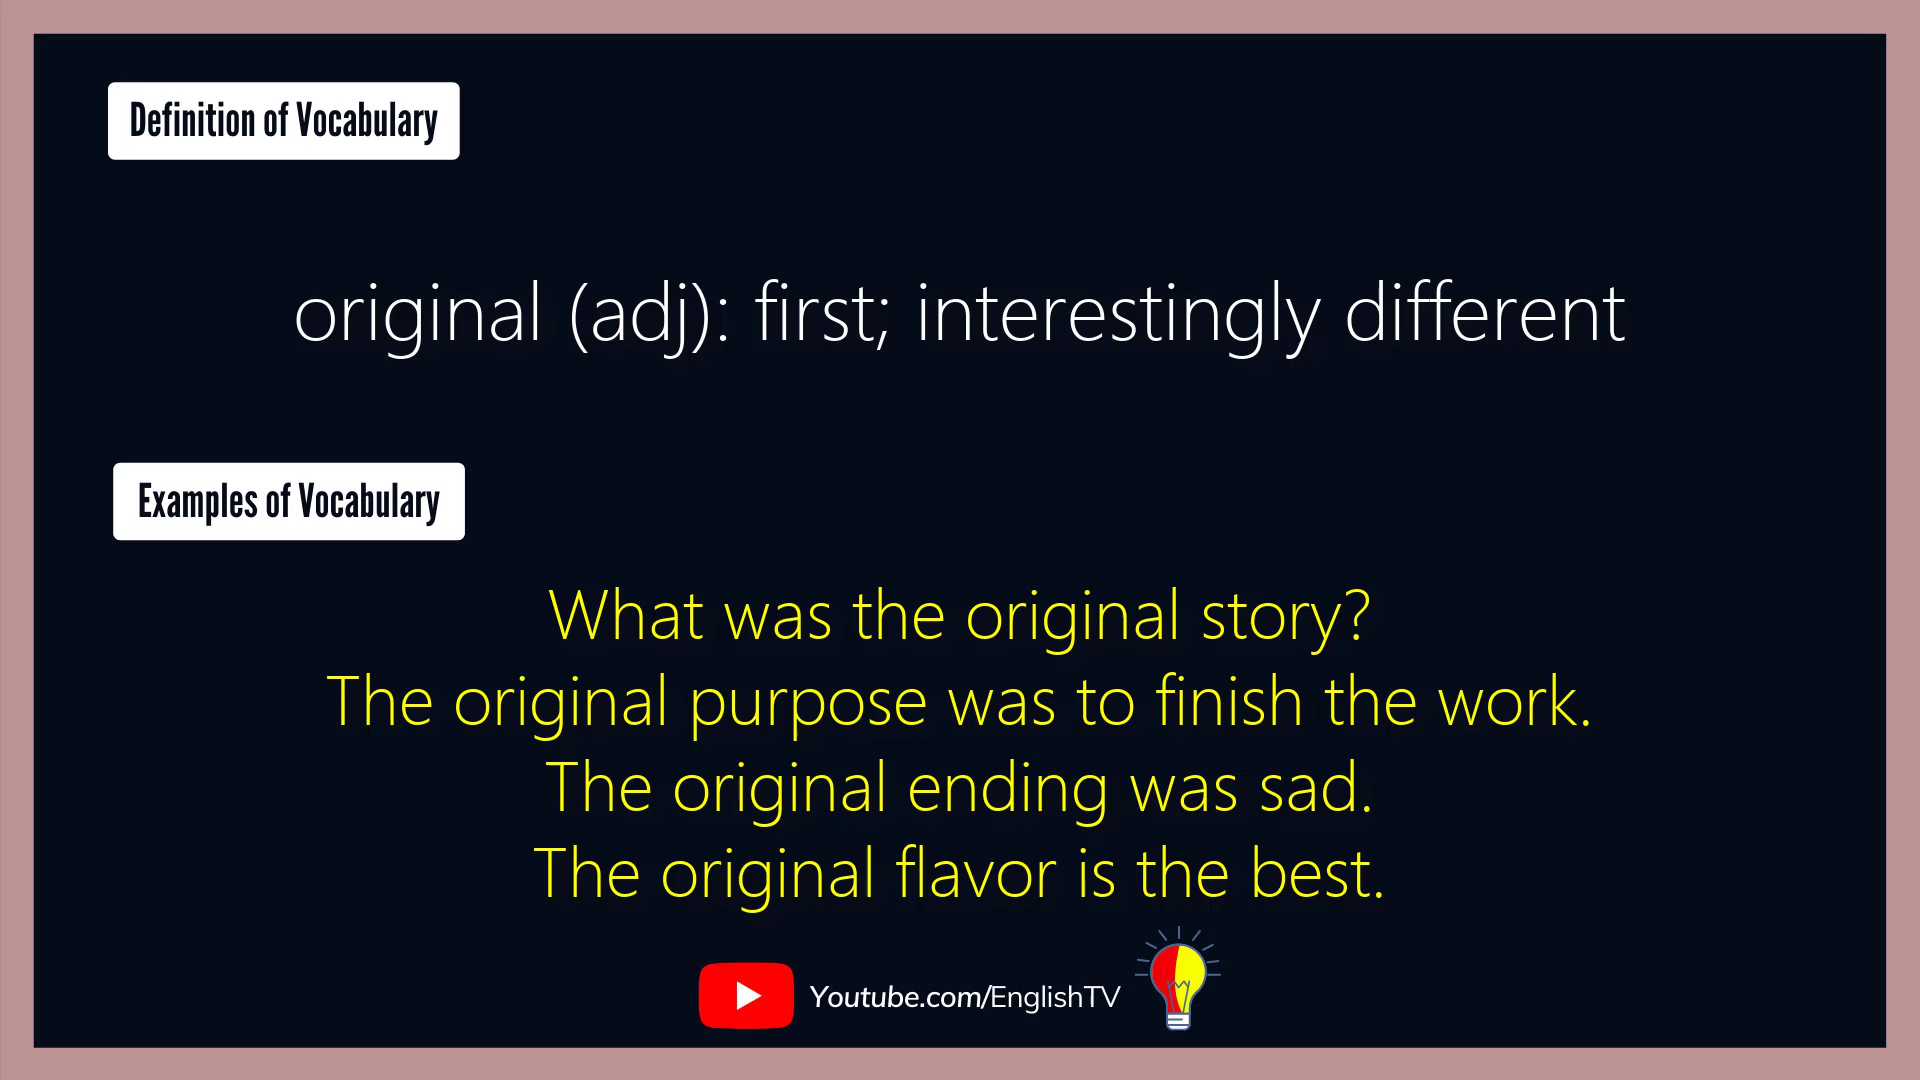 Definition of Vocabulary
original (adj): first; interestingly different
Examples of Vocabulary
What was the original story?
The original purpose was to finish the work.
The original ending was sad.
The original flavor is the best.
Youtube.com/EnglishTV